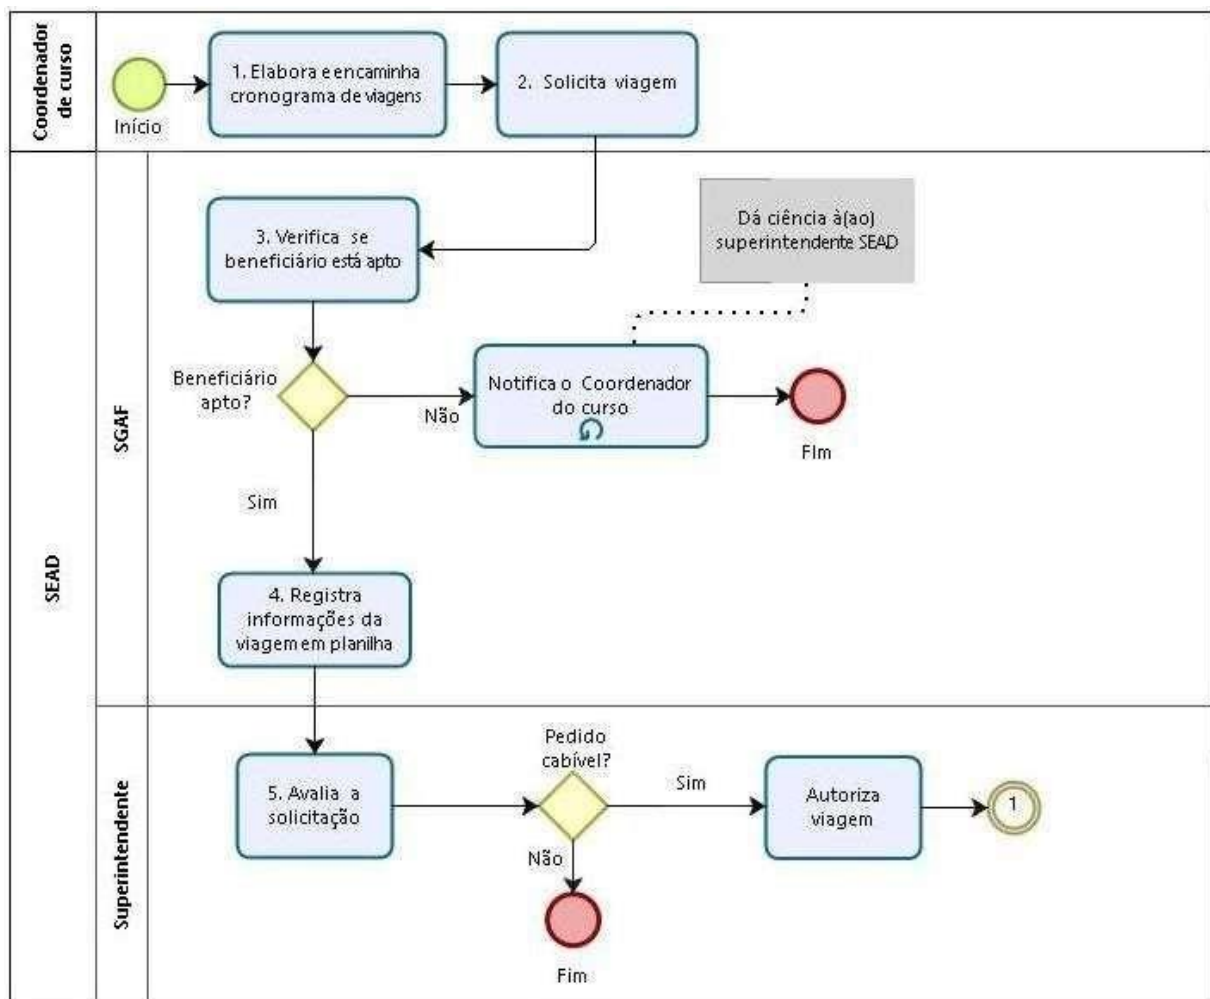 Coordenador
de curso
Início
1. Elabora e encaminha
cronograma de viagens
2. Solicita viagem
SEAD
SGAF
3. Verifica se
beneficiário está apto
Dá ciência à(ao)
superintendente SEAD
Beneficiário
apto?
Não
Notifica o Coordenador
do curso
FIm
Sim
4. Registra
informações da
viagem em planilha
Superintendente
5. Avalia a
solicitação
Pedido
cabível?
Sim
Autoriza
viagem
1
Não
Fim